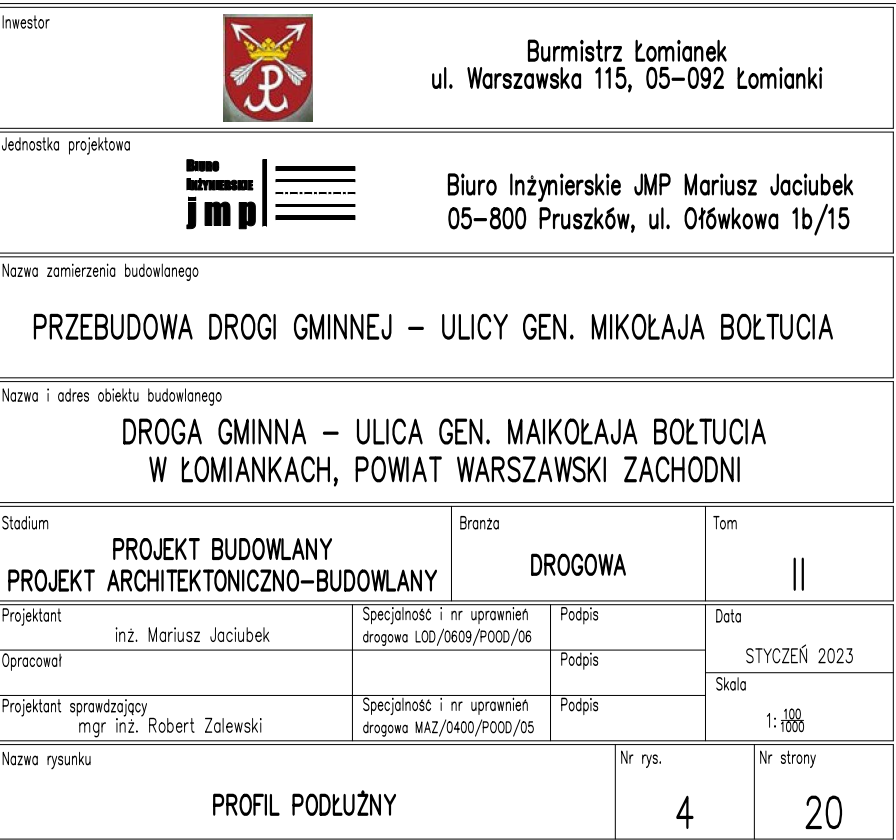 Inwestor
Burmistrz Łomianek
ul. Warszawska 115, 05-092 Łomianki
Jednostka projektowa
BIURO
INŻYNIERSKIE
jmp
Biuro Inżynierskie JMP Mariusz Jaciubek
05-800 Pruszków, ul. Ołówkowa 1b/15
Nazwa zamierzenia budowlanego
PRZEBUDOWA DROGI GMINNEJ – ULICY GEN. MIKOŁAJA BOŁTUCIA
Nazwa i adres obiektu budowlanego
DROGA GMINNA – ULICA GEN. MAIKOŁAJA BOŁTUCIA
W ŁOMIANKACH, POWIAT WARSZAWSKI ZACHODNI
Stadium
PROJEKT BUDOWLANY
PROJEKT ARCHITEKTONICZNO-BUDOWLANY
Branża
DROGOWA
Tom
II
Projektant
inż. Mariusz Jaciubek
Specjalność i nr uprawnień
drogowa LOD/0609/POOD/06
Podpis
Data
STYCZEŃ 2023
Opracował
Podpis
Skala
1: 100/1000
Projektant sprawdzający
mgr inż. Robert Zalewski
Specjalność i nr uprawnień
drogowa MAZ/0400/POOD/05
Podpis
Nazwa rysunku
PROFIL PODŁUŻNY
Nr rys.
4
Nr strony
20